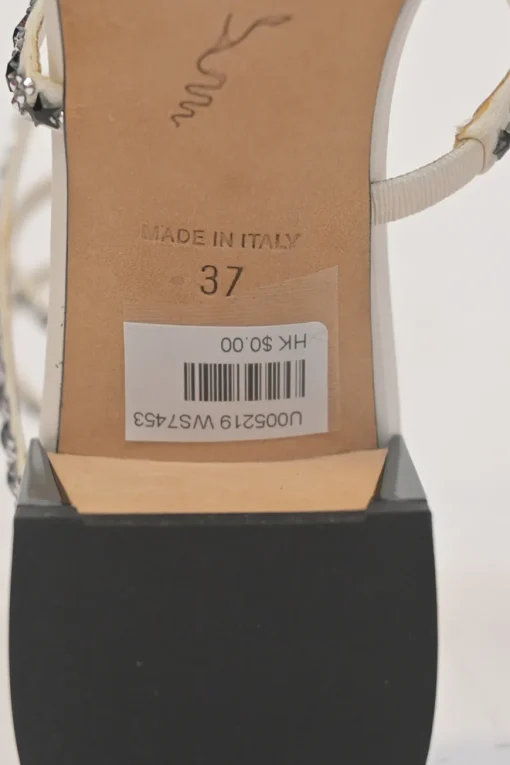 MADE IN ITALY
37
HK $0.00
U005219 WS7453